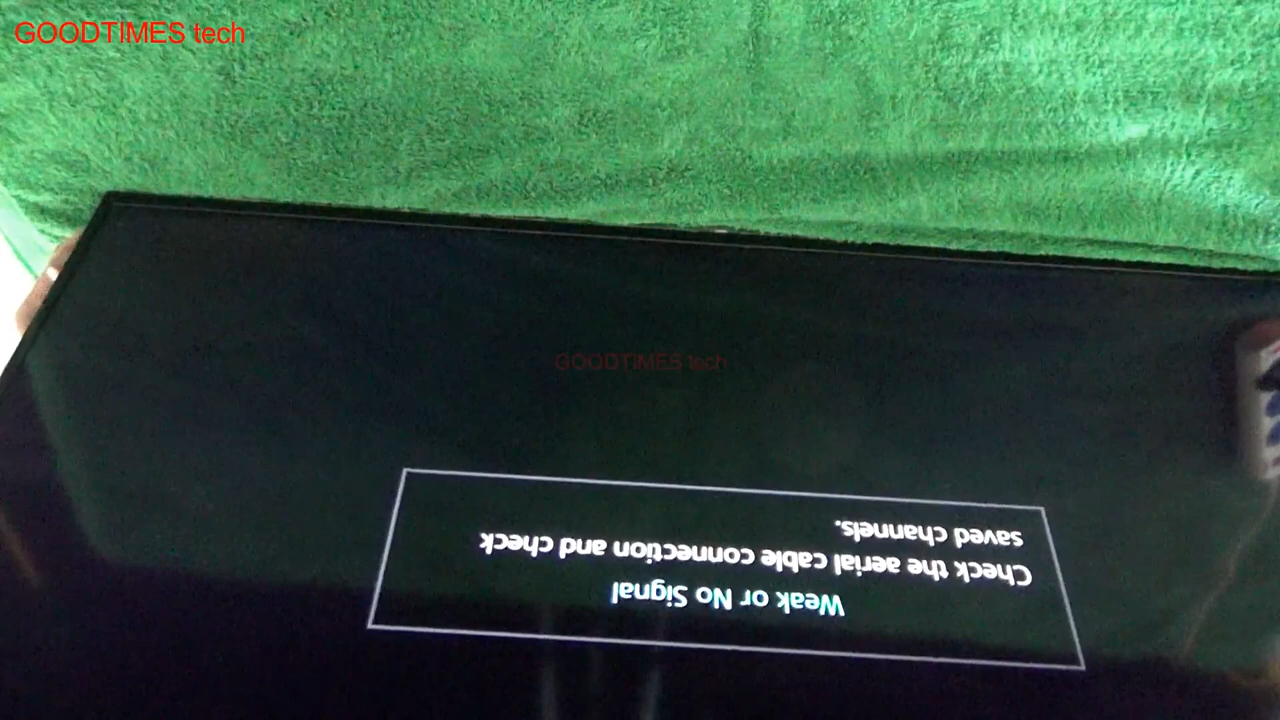 GOODTIMES tech
GOODTIMES tech
Weak or No Signal
Check the aerial cable connection and check
saved channels.